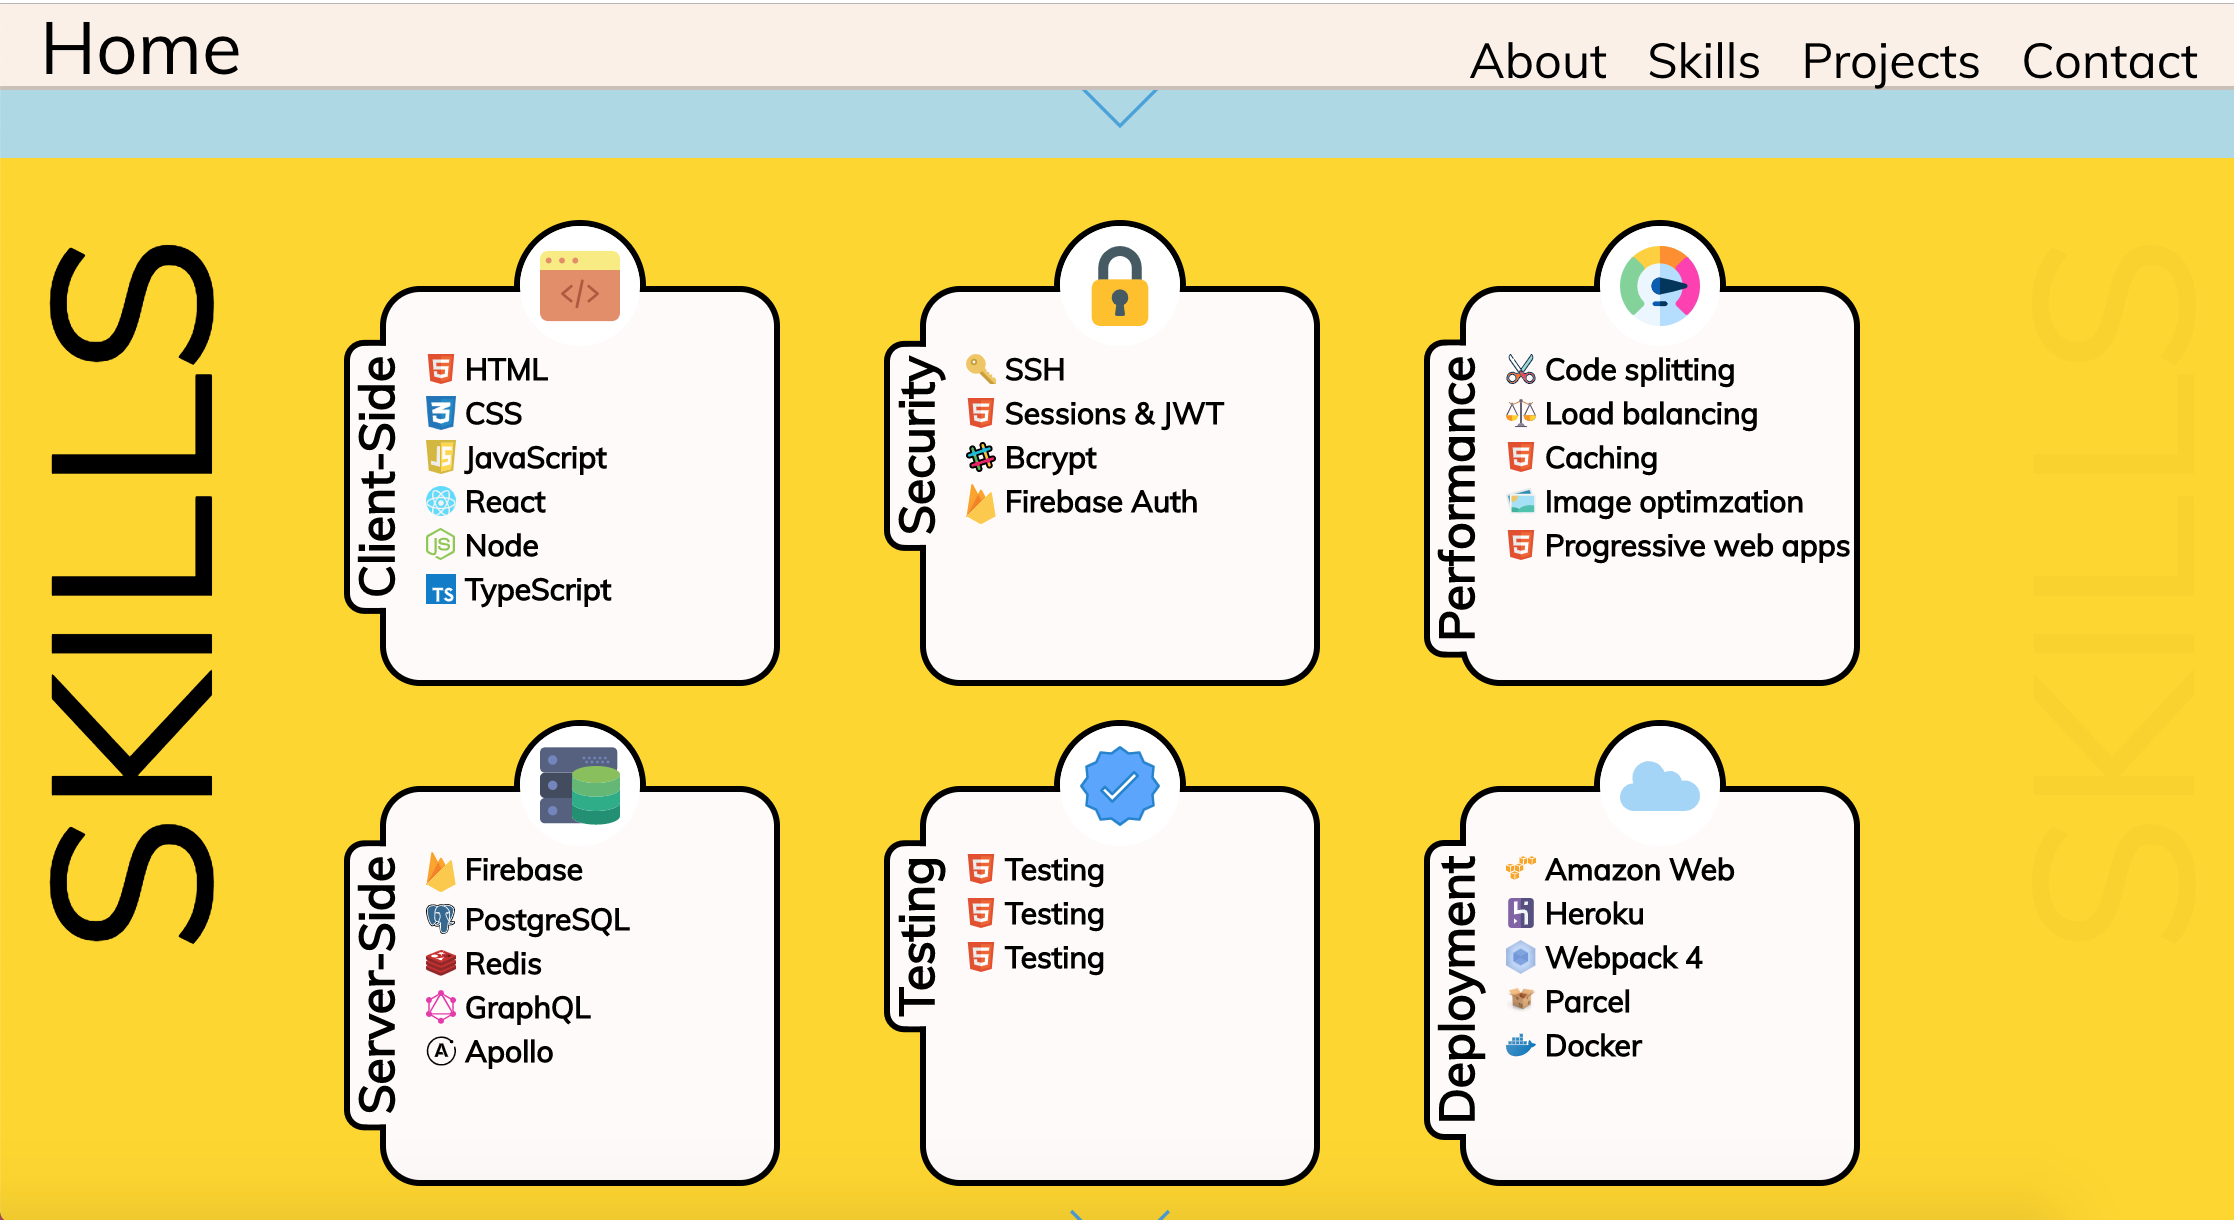 Home
About Skills Projects Contact
SKILLS
Client-Side
HTML
CSS
JavaScript
React
Node
TypeScript
Security
SSH
Sessions & JWT
Bcrypt
Firebase Auth
Performance
Code splitting
Load balancing
Caching
Image optimzation
Progressive web apps
SKILLS
Server-Side
Firebase
PostgreSQL
Redis
GraphQL
Apollo
Testing
Testing
Testing
Testing
Deployment
Amazon Web
Heroku
Webpack 4
Parcel
Docker